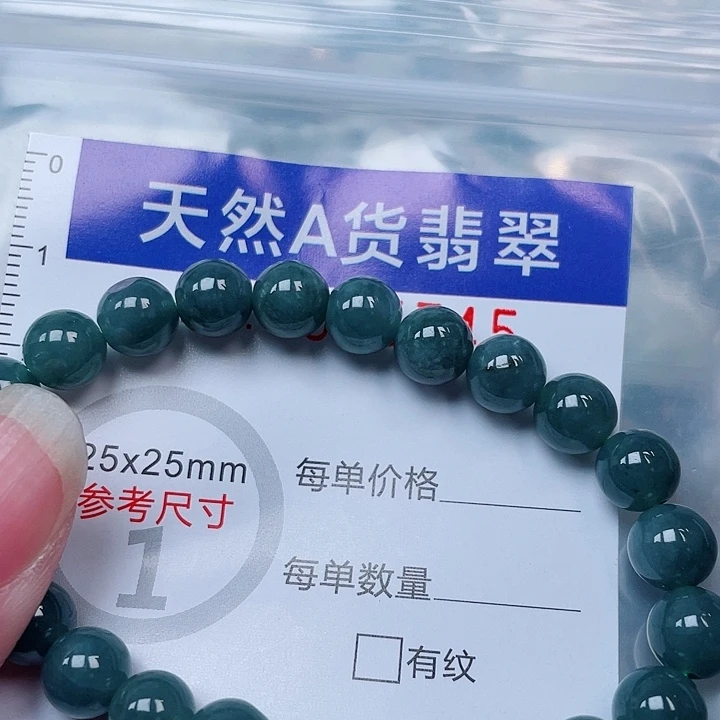 0
天然A货翡翠
1
25x25mm
参考尺寸
1
每单价格
每单数量
有纹